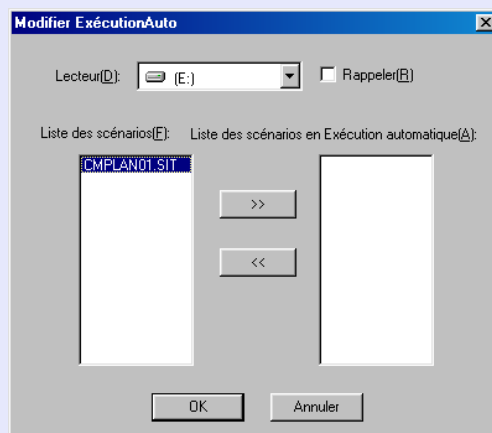 Modifier ExécutionAuto
Lecteur(D): (E:) Rappeler(R)
Liste des scénarios(F): Liste des scénarios en Exécution automatique(A):
CMPLAN01.SIT
>>
<<
OK Annuler